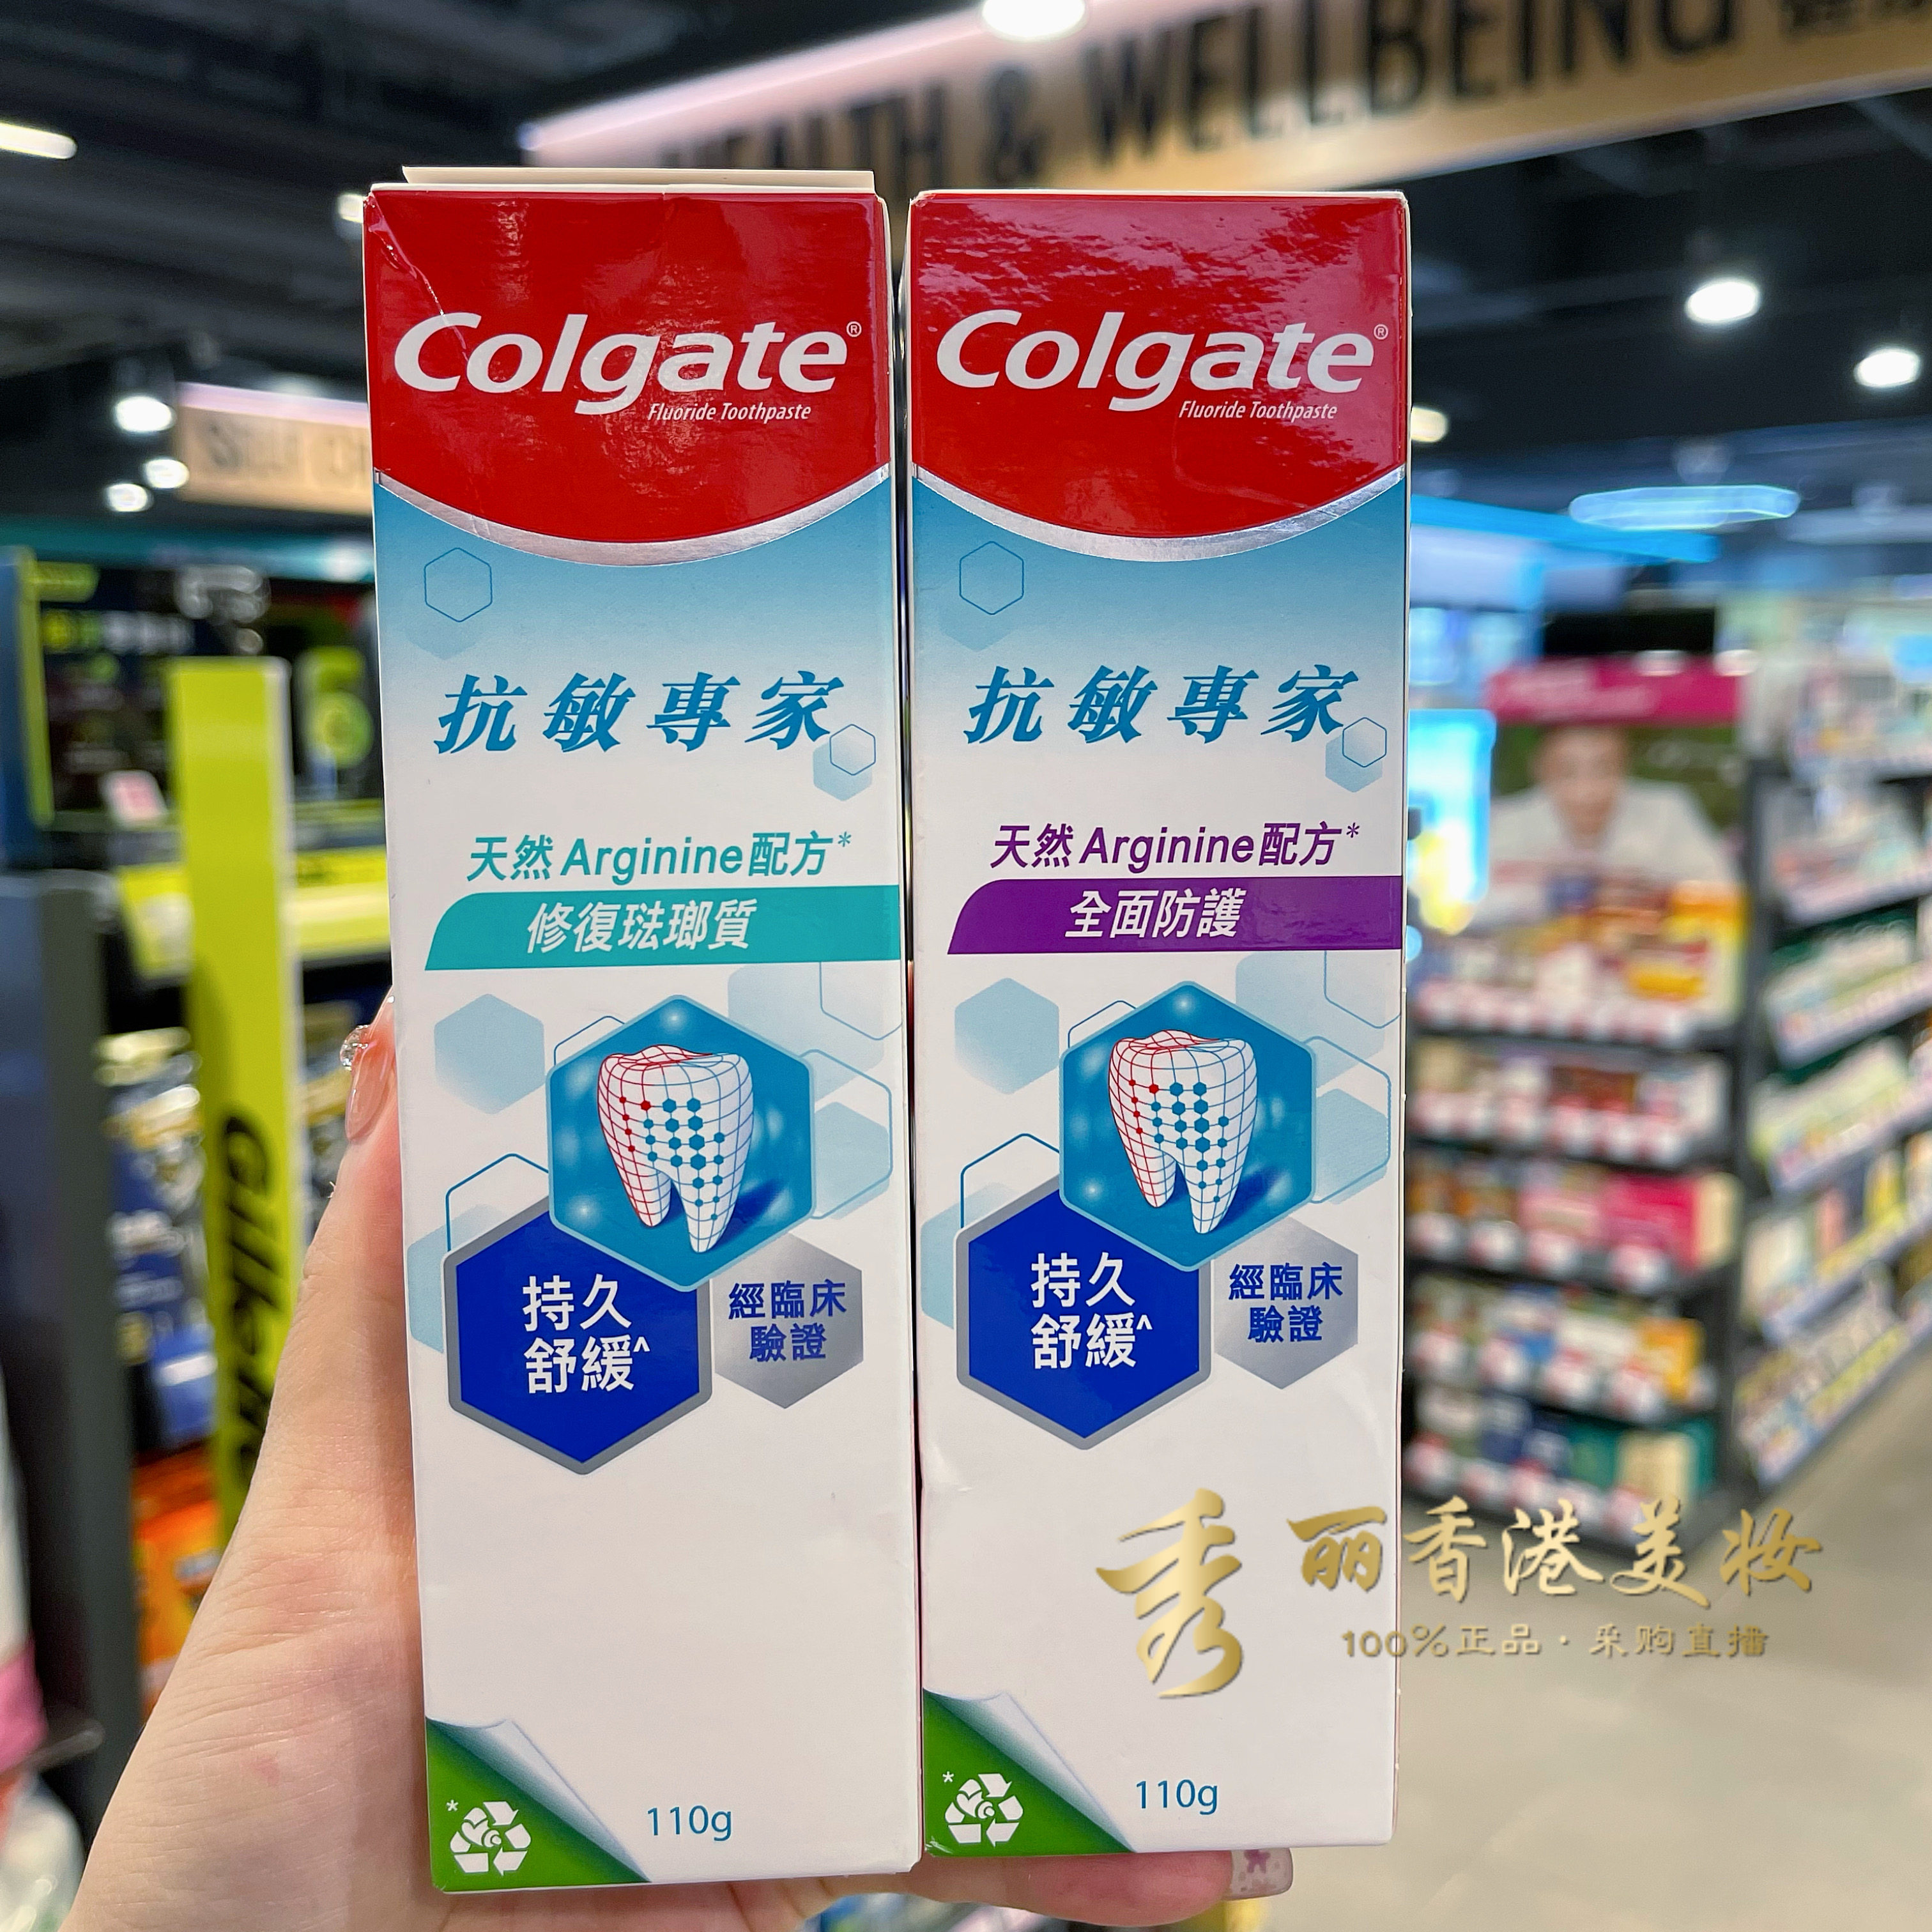 HEALTH & WELLBEING
Colgate®
Fluoride Toothpaste
抗敏專家
天然Arginine配方*
修復琺瑯質
持久
舒緩^
經臨床
驗證
*
110g
Colgate®
Fluoride Toothpaste
抗敏專家
天然Arginine配方*
全面防護
持久
舒緩^
經臨床
驗證
*
110g
秀丽香港美妆
100%正品·采购直播